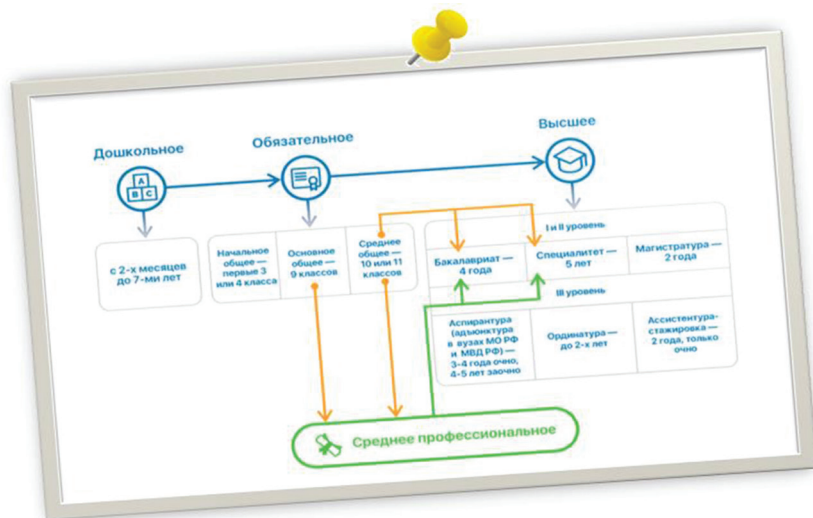 Дошкольное
Обязательное
Высшее
A
B C
с 2-х месяцев
до 7-ми лет
Начальное
общее —
первые 3
или 4 класса
Основное
общее —
9 классов
Среднее
общее —
10 или 11
классов
I и II уровень
Бакалавриат —
4 года
Специалитет —
5 лет
Магистратура —
2 года
III уровень
Аспирантура
(адъюнктура
в вузах МО РФ
и МВД РФ) —
3-4 года очно,
4-5 лет заочно
Ординатура —
до 2-х лет
Ассистентура-
стажировка —
2 года, только
очно
Среднее профессиональное